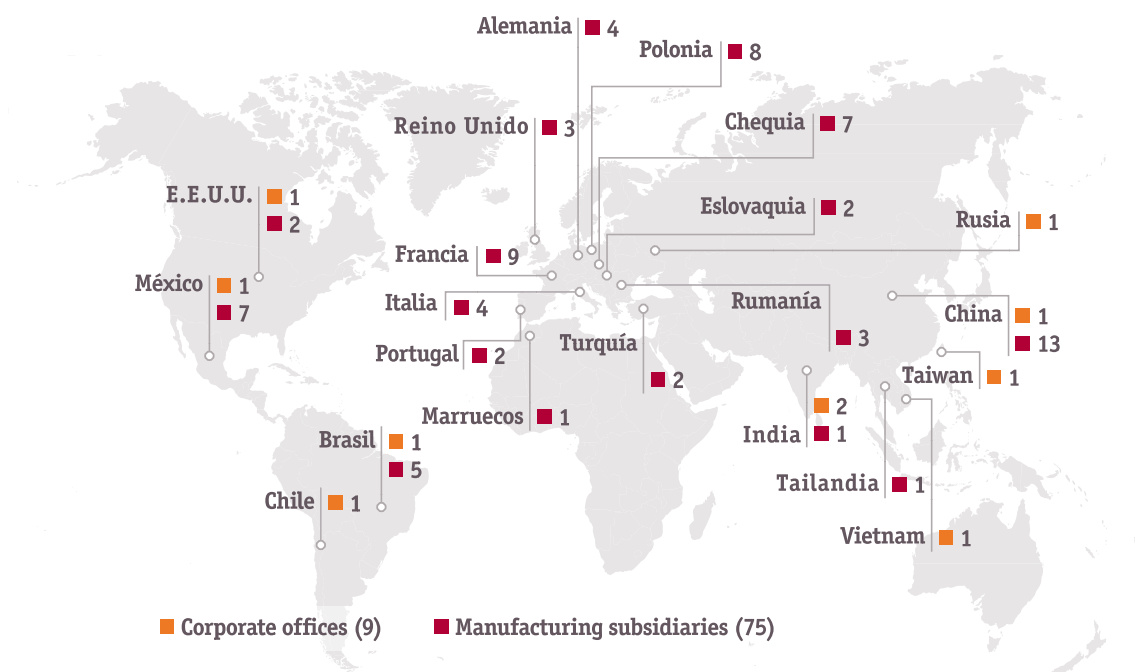 Alemania 4
Polonia 8
Reino Unido 3
Chequia 7
E.E.U.U. 1
2
Eslovaquia 2
Rusia 1
Francia 9
México 1
7
Italia 4
Rumanía
3
China 1
13
Portugal 2
Turquía
2
Taiwan 1
Marruecos 1
2
India 1
Brasil 1
5
Tailandia 1
Chile 1
Vietnam 1
Corporate offices (9) Manufacturing subsidiaries (75)